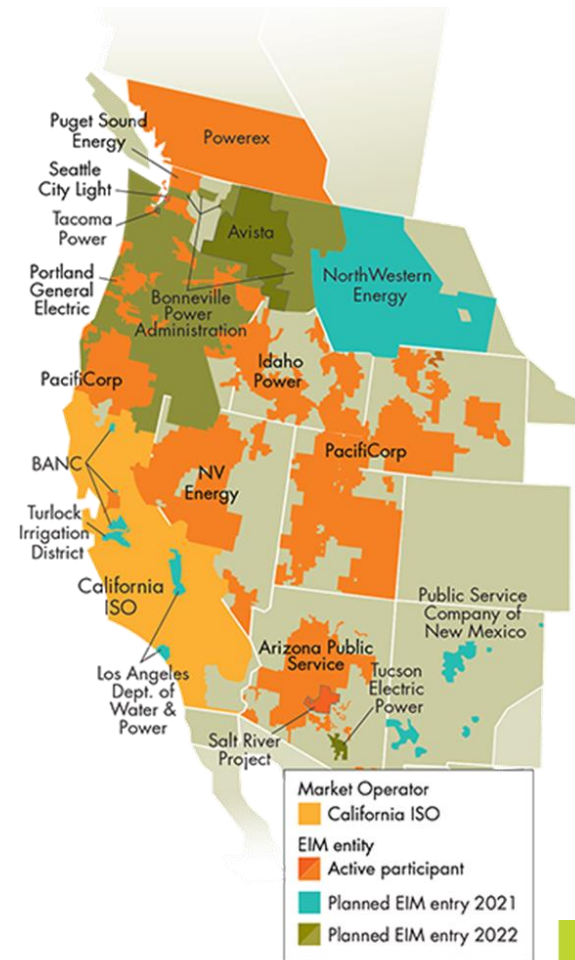 Powerex
Puget Sound
Energy
Seattle
City Light
Tacoma
Power
Avista
Portland
General
Electric
Bonneville
Power
Administration
NorthWestern
Energy
Idaho
Power
PacifiCorp
PacifiCorp
BANC
NV
Energy
Turlock
Irrigation
District
California
ISO
Public Service
Company of
New Mexico
Arizona Public
Service
Tucson
Electric
Power
Los Angeles
Dept. of
Water &
Power
Salt River
Project
Market Operator
California ISO
EIM entity
Active participant
Planned EIM entry 2021
Planned EIM entry 2022